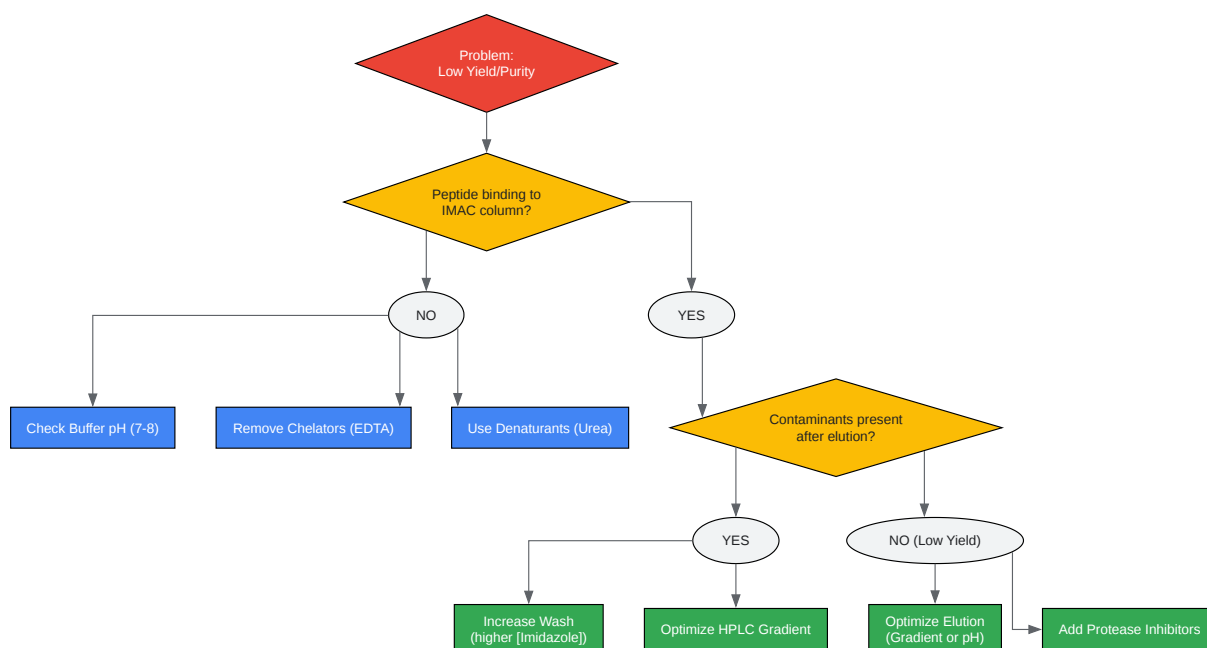 Problem:
Low Yield/Purity
Peptide binding to
IMAC column?
NO
YES
Check Buffer pH (7-8)
Remove Chelators (EDTA)
Use Denaturants (Urea)
Contaminants present
after elution?
YES
NO (Low Yield)
Increase Wash
(higher [Imidazole])
Optimize HPLC Gradient
Optimize Elution
(Gradient or pH)
Add Protease Inhibitors